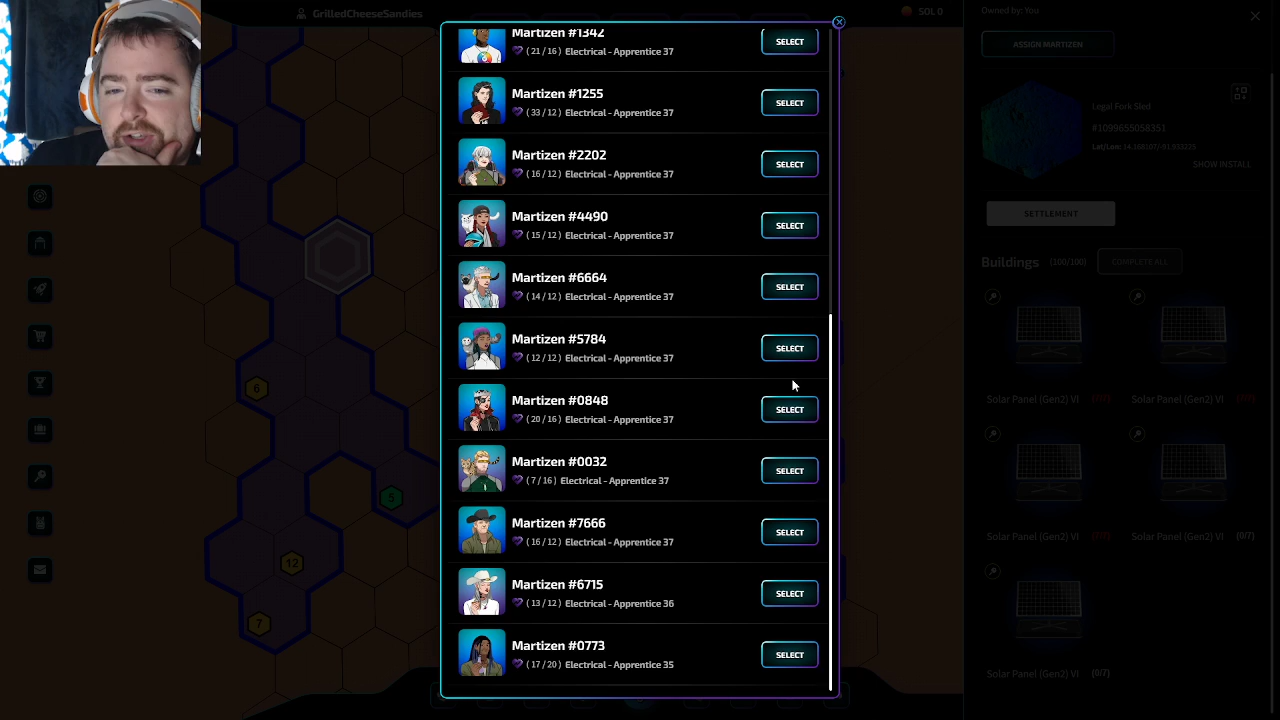 GrilledCheeseSandies
SOL 0
Owned by: You
ASSIGN MARTIZEN
Legal Fork Sled
#1099655058351
SHOW INSTALL
SETTLEMENT
Buildings (100/100) COMPLETE ALL
Solar Panel (Gen2) VI
Solar Panel (Gen2) VI
Solar Panel (Gen2) VI
Solar Panel (Gen2) VI (0/7)
Solar Panel (Gen2) VI (0/7)
Martizen #1342
(21 / 16) Electrical - Apprentice 37
SELECT
Martizen #1255
(33 / 12) Electrical - Apprentice 37
SELECT
Martizen #2202
(16 / 12) Electrical - Apprentice 37
SELECT
Martizen #4490
(15 / 12) Electrical - Apprentice 37
SELECT
Martizen #6664
(14 / 12) Electrical - Apprentice 37
SELECT
Martizen #5784
(12 / 12) Electrical - Apprentice 37
SELECT
Martizen #0848
(20 / 16) Electrical - Apprentice 37
SELECT
Martizen #0032
(7 / 16) Electrical - Apprentice 37
SELECT
Martizen #7666
(16 / 12) Electrical - Apprentice 37
SELECT
Martizen #6715
(13 / 12) Electrical - Apprentice 36
SELECT
Martizen #0773
(17 / 20) Electrical - Apprentice 35
SELECT
6
5
12
7